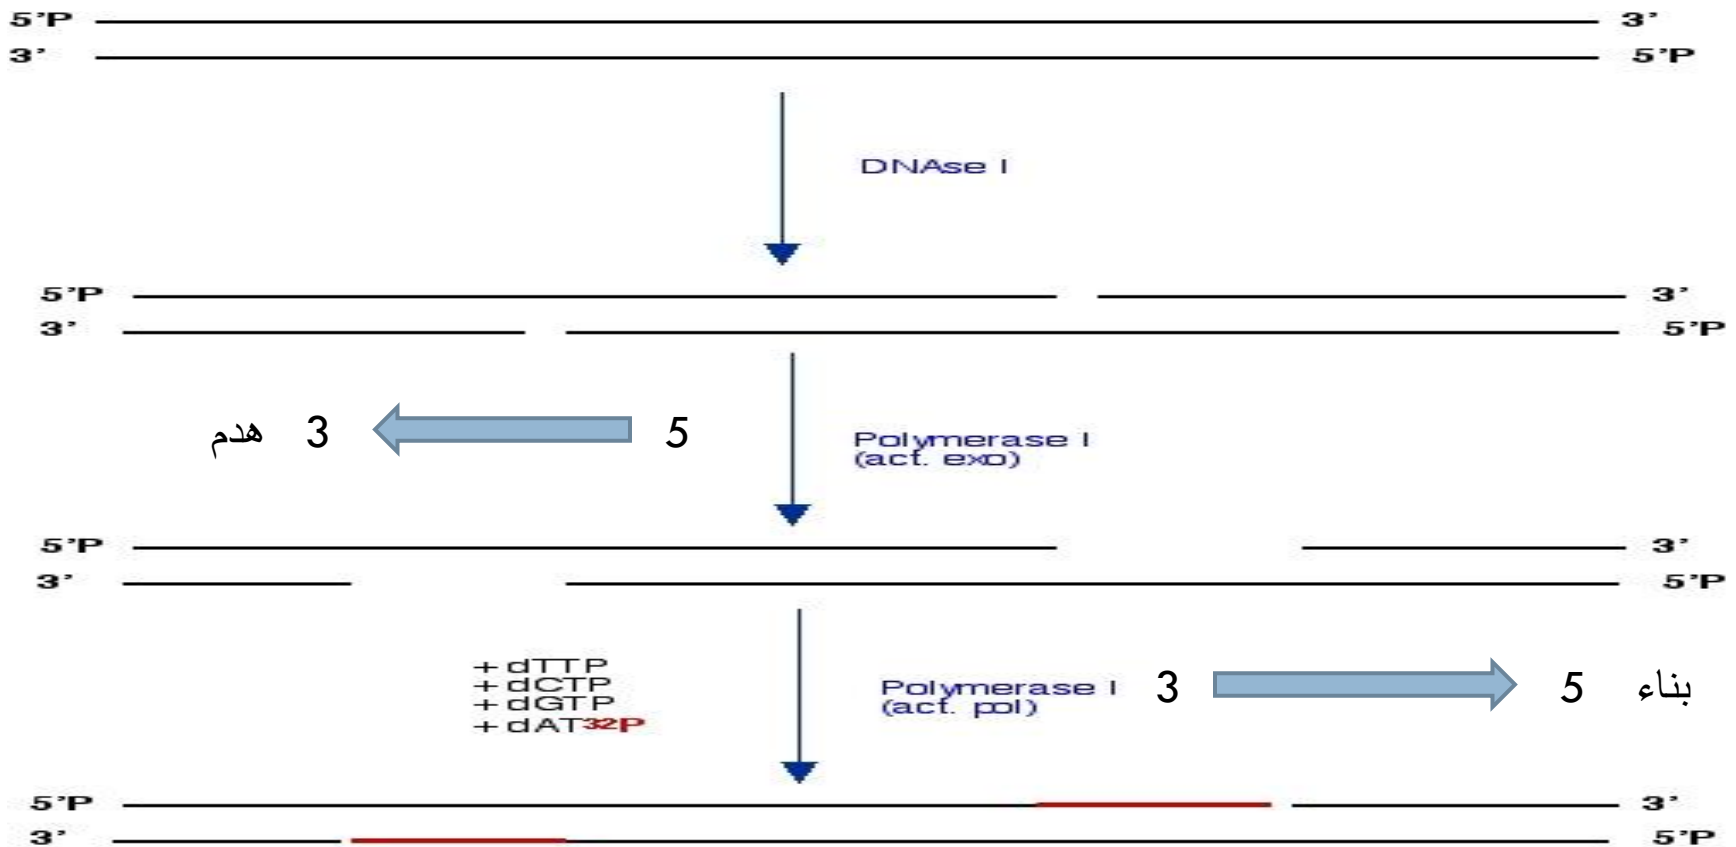 5’P 3’
3’ 5’P
DNAse I
5’P 3’
3’ 5’P
هدم 3 5
Polymerase I
(act. exo)
5’P 3’
3’ 5’P
+ dTTP
+ dCTP
+ dGTP
+ dAT32P
Polymerase I
(act. pol)
3 5 بناء
5’P 3’
3’ 5’P